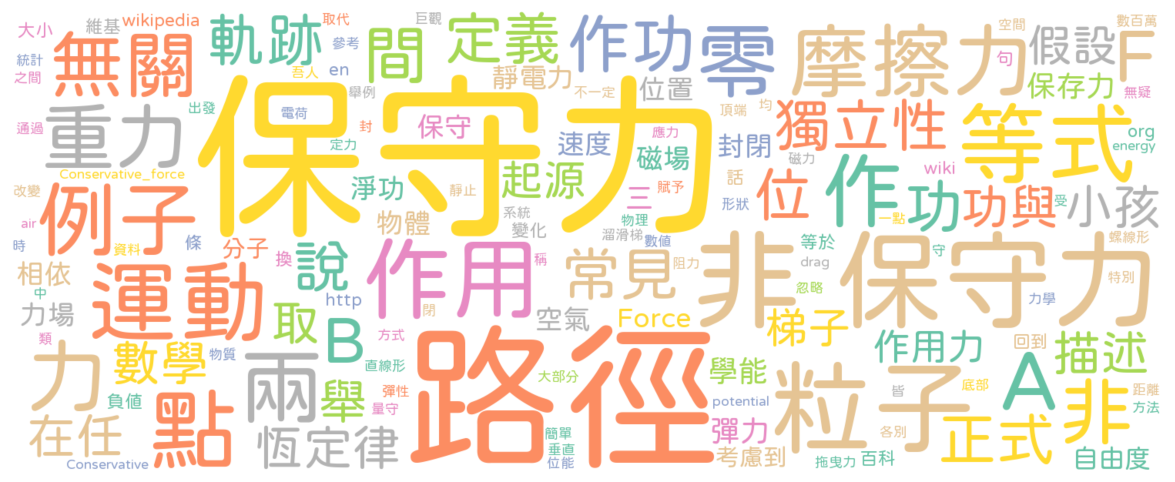 大小
維基
wikipedia
取代
巨觀
空間
數百萬
無關
軌跡
間
定義
作功
零
摩擦力
假設
F
統計
之間
參考
吾人
en
靜電力
不一定
位置
句
保存力
無疑
舉例
頂端
均
重力
出發
電荷
封
定力
保守力
保守
應力
速度
磁場
封閉
獨立性
等式
org
energy
通過
磁力
話
wiki
Conservative_force
淨功
靜止
起源
三
賦予
物理
形狀
位
作功
一點
功與
受
小孩
改變
air
例子
物體
系統
變化
溜滑梯
數值
時
資料
條
分子
換
說
作用
稱
常見
阻力
非保守力
等於
drag
守
螺線形
特別
相依
中
運動
http
閉
忽略
力學
力場
類
物質
取
B
方式
空氣
Force
梯子
作用力
回到
描述
力
數學
負值
兩
舉
直線形
彈性
量守
路徑
大部分
學能
potential
粒子
皆
底部
A
非
距離
方法
點
在任
恆定律
簡單
垂直
位能
彈力
考慮到
各別
拖曳力
百科
正式
自由度
Conservative